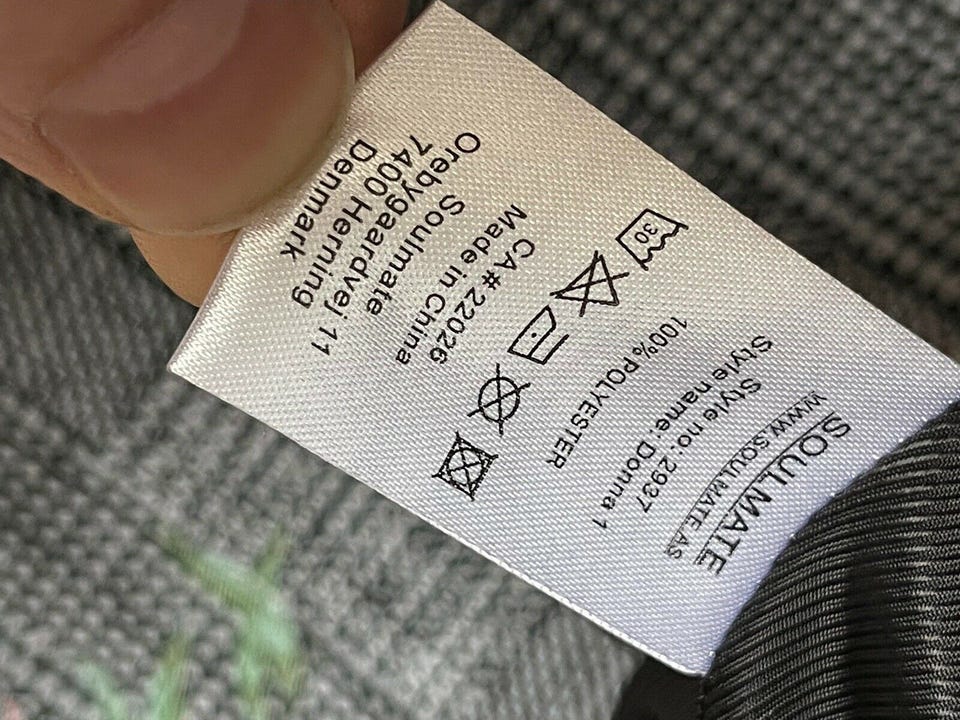 SOULMATE
WWW.SOULMATE.AS
Style no: 2937
Style name: Donna 1
100% POLYESTER
30
CA# 22026
Made in China
Soulmate
Orebygaardvej 11
7400 Herning
Denmark